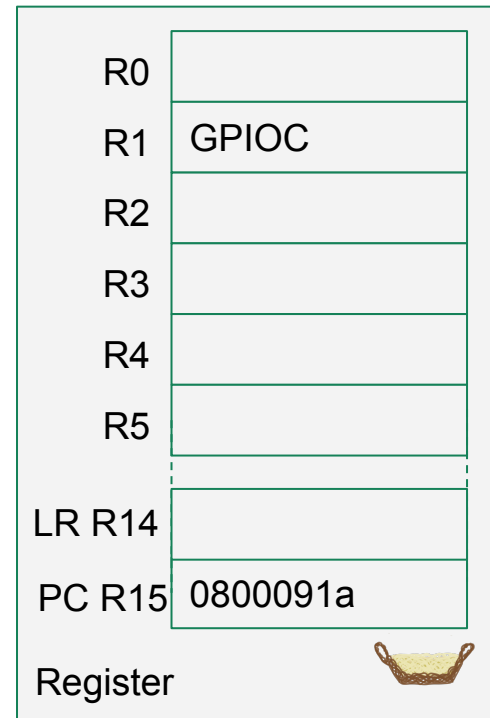 R0
R1 GPIOC
R2
R3
R4
R5
LR R14
PC R15 0800091a
Register